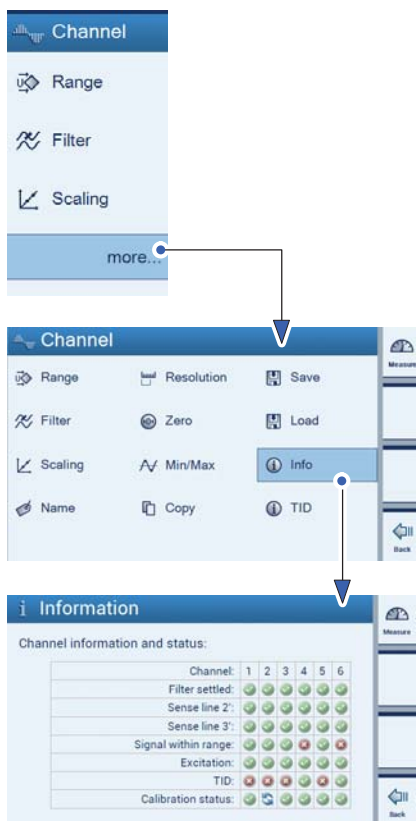 Channel
Range
Filter
Scaling
more...
Channel
Measure
Range Resolution Save
Filter Zero Load
Scaling Min/Max Info
Name Copy TID
Back
i Information
Measure
Channel information and status:
Channel: 1 2 3 4 5 6
Filter settled:
Sense line 2':
Sense line 3':
Signal within range:
Excitation:
TID:
Calibration status:
Back